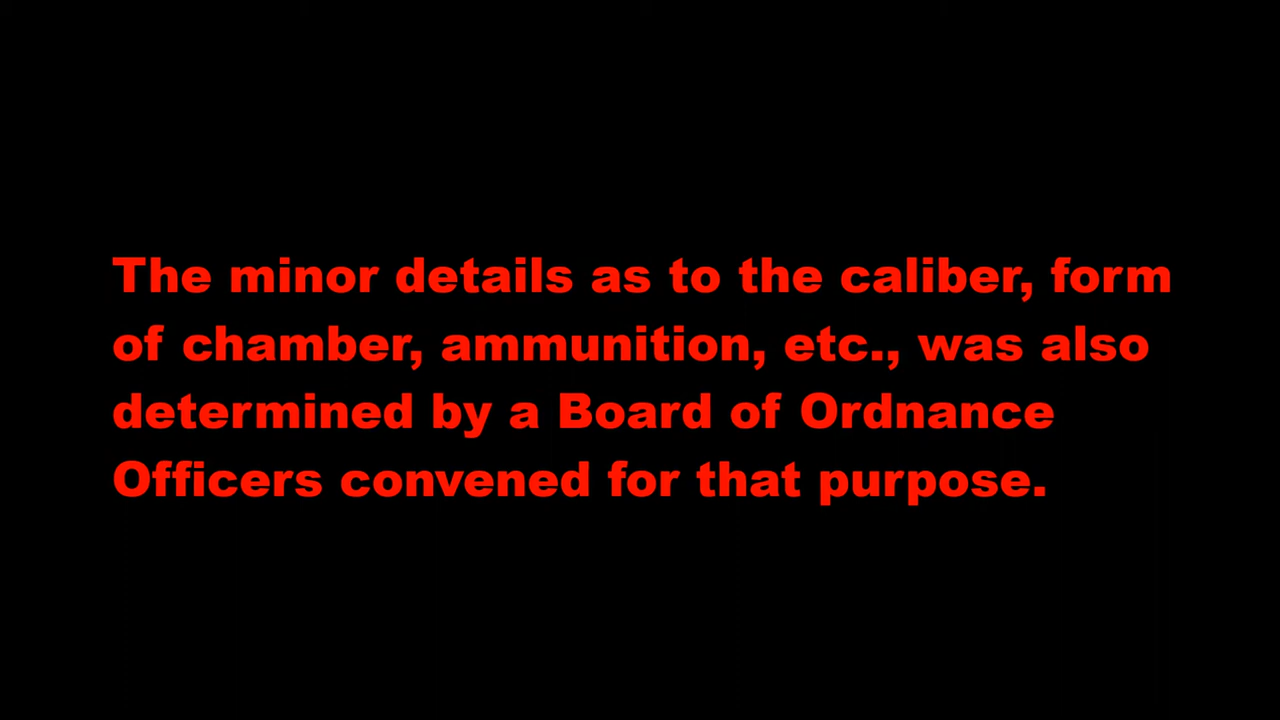 The minor details as to the caliber, form
of chamber, ammunition, etc., was also
determined by a Board of Ordnance
Officers convened for that purpose.